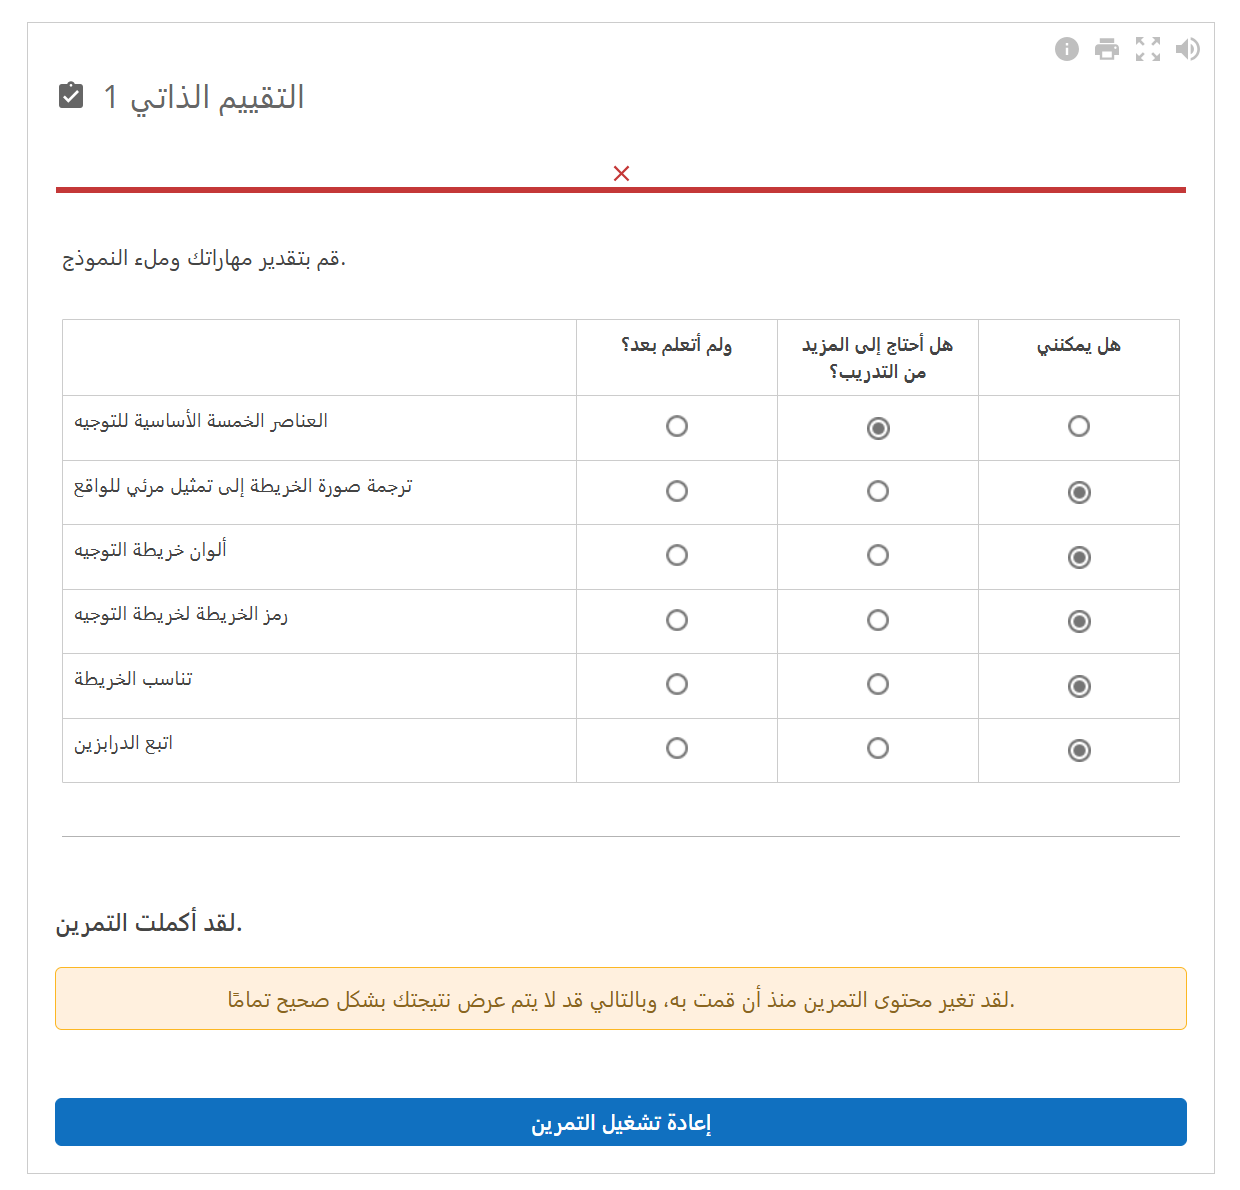 التقييم الذاتي 1
قم بتقدير مهاراتك وملء النموذج.
ولم أتعلم بعد؟
هل أحتاج إلى المزيد
من التدريب؟
هل يمكنني
العناصر الخمسة الأساسية للتوجيه
ترجمة صورة الخريطة إلى تمثيل مرئي للواقع
ألوان خريطة التوجيه
رمز الخريطة لخريطة التوجيه
تناسب الخريطة
اتبع الدرابزين
لقد أكملت التمرين.
لقد تغير محتوى التمرين منذ أن قمت به، وبالتالي قد لا يتم عرض نتيجتك بشكل صحيح تمامًا.
إعادة تشغيل التمرين